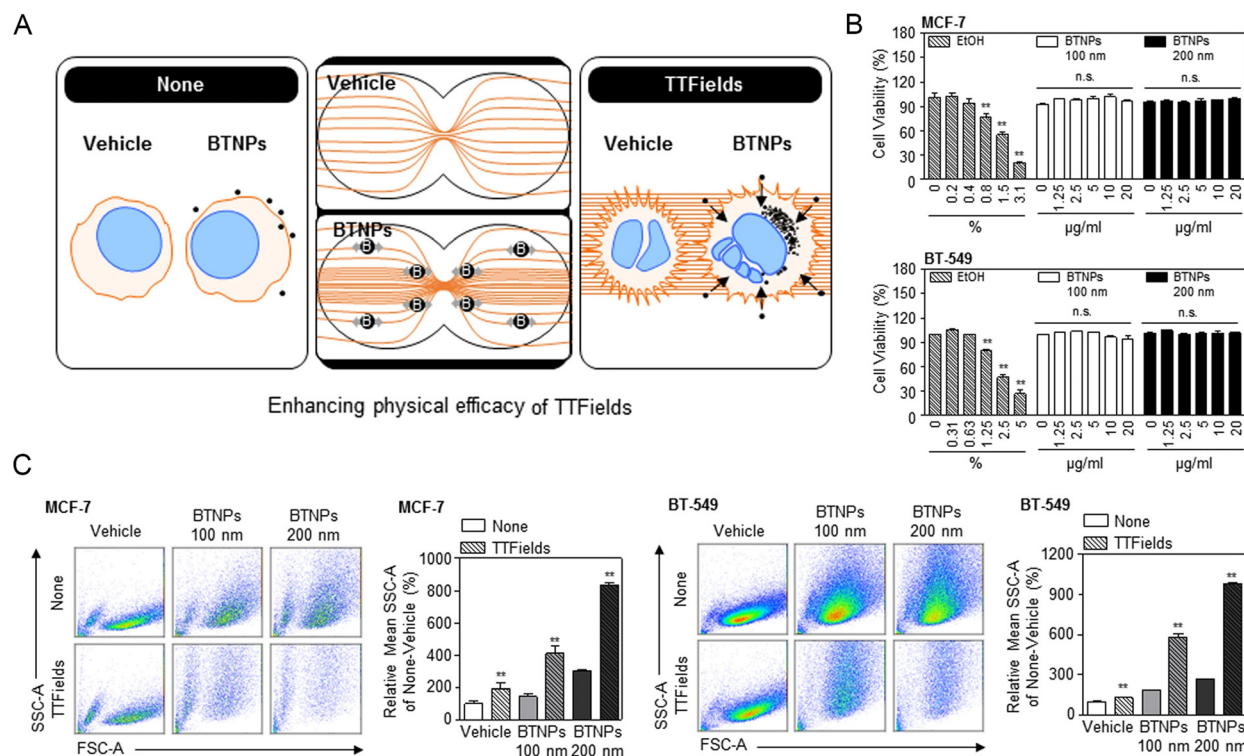 A
None
Vehicle
BTNPs
Vehicle
BTNPs
B
B
B
B
B
B
B
B
TTFields
Vehicle
BTNPs
Enhancing physical efficacy of TTFields
B
MCF-7
Cell Viability (%)
180
150
120
90
60
30
0
EtOH
BTNPs
100 nm
BTNPs
200 nm
n.s.
n.s.
**
**
**
0 0.2 0.4 0.8 1.5 3.1
0 1.25 2.5 5 10 20
0 1.25 2.5 5 10 20
%
µg/ml
µg/ml
BT-549
Cell Viability (%)
180
150
120
90
60
30
0
EtOH
BTNPs
100 nm
BTNPs
200 nm
n.s.
n.s.
**
**
**
0 0.31 0.63 1.25 2.5 5
0 1.25 2.5 5 10 20
0 1.25 2.5 5 10 20
%
µg/ml
µg/ml
C
MCF-7
Vehicle
BTNPs
100 nm
BTNPs
200 nm
None
TTFields
SSC-A
FSC-A
MCF-7
None
TTFields
Relative Mean SSC-A
of None-Vehicle (%)
1000
800
600
400
200
0
**
**
**
Vehicle
BTNPs
100 nm
BTNPs
200 nm
BT-549
Vehicle
BTNPs
100 nm
BTNPs
200 nm
None
TTFields
SSC-A
FSC-A
BT-549
None
TTFields
Relative Mean SSC-A
of None-Vehicle (%)
1200
900
600
300
0
**
**
**
Vehicle
BTNPs
100 nm
BTNPs
200 nm